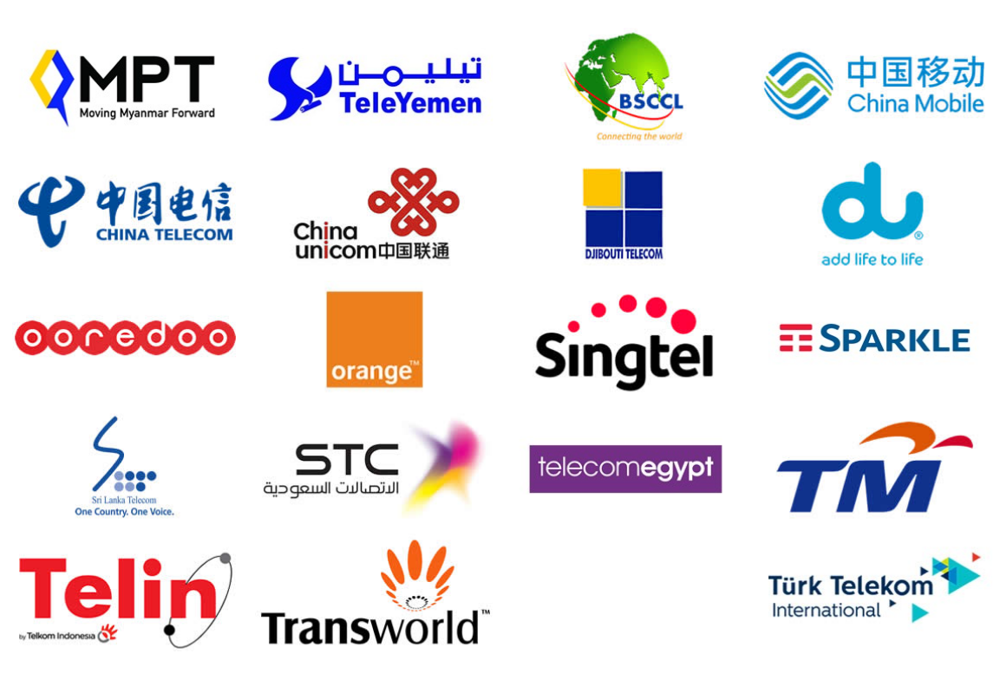 MPT
Moving Myanmar Forward
تيليمن
TeleYemen
BSCCL
Connecting the world
中国移动
China Mobile
中国电信
CHINA TELECOM
China
unicom中国联通
DJIBOUTI TELECOM
du
®
add life to life
ooredoo
orange™
Singtel
SPARKLE
Sri Lanka Telecom
One Country. One Voice.
STC
الاتصالات السعودية
telecomegypt
TM
Telin
by Telkom Indonesia
Transworld™
Türk Telekom
International